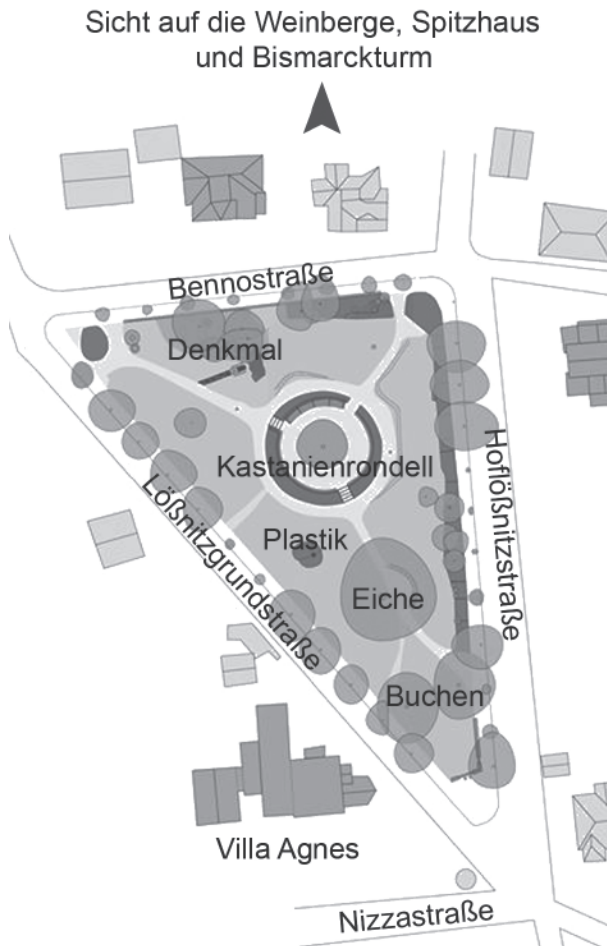 Sicht auf die Weinberge, Spitzhaus
und Bismarckturm
Bennostraße
Denkmal
Kastanienrondell
Hoflößnitzstraße
Lößnitzgrundstraße
Plastik
Eiche
Buchen
Villa Agnes
Nizzastraße